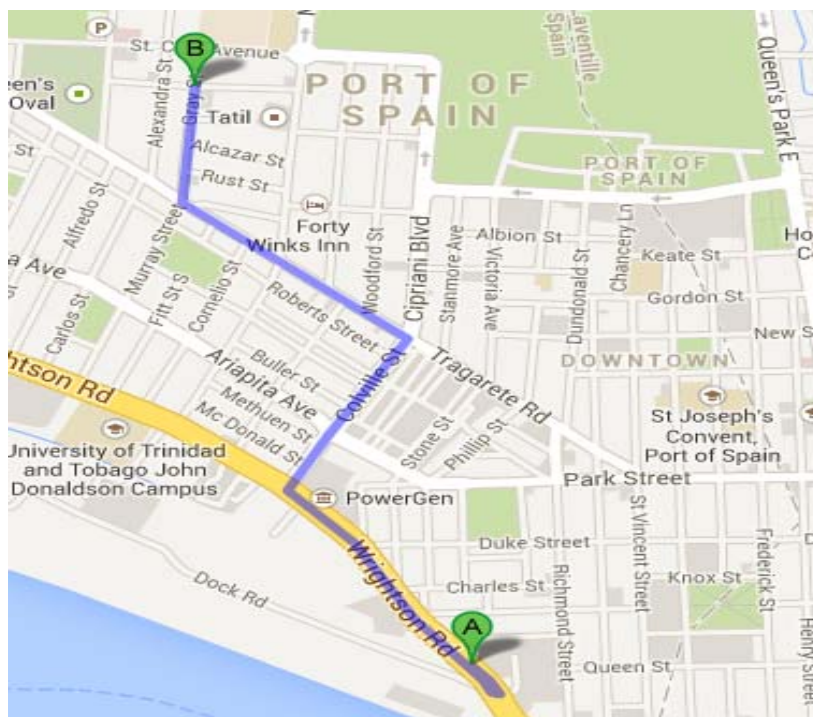 P
St. C
Avenue
B
een's
Oval
Alexandra St
Gray S
Tatil
Alcazar St
Rust St
PORT OF
SPAIN
Laventille
Spain
Queen's Park E
St
Alfredo St
Murray Street
Forty
Winks Inn
Woodford St
Cipriani Blvd
Stanmore Ave
Albion St
Victoria Ave
PORT OF
SPAIN
Chancery Ln
Dundonald St
Keate St
Gordon St
Ho
C
a Ave
Fitt St S
Cornelio St
Carlos St
Roberts Street
Buller St
Ariapita Ave
Methuen St
Mc Donald St
Colville St
Tragarete Rd
New S
DOWNTOWN
htson Rd
University of Trinidad
and Tobago John
Donaldson Campus
Stone St
Phillip St
St Joseph's
Convent,
Port of Spain
PowerGen
Park Street
Duke Street
St Vincent Street
Frederick St
D
Wrightson Rd
Dock Rd
Charles St
Richmond Street
Knox St
Henry Street
A
Queen St